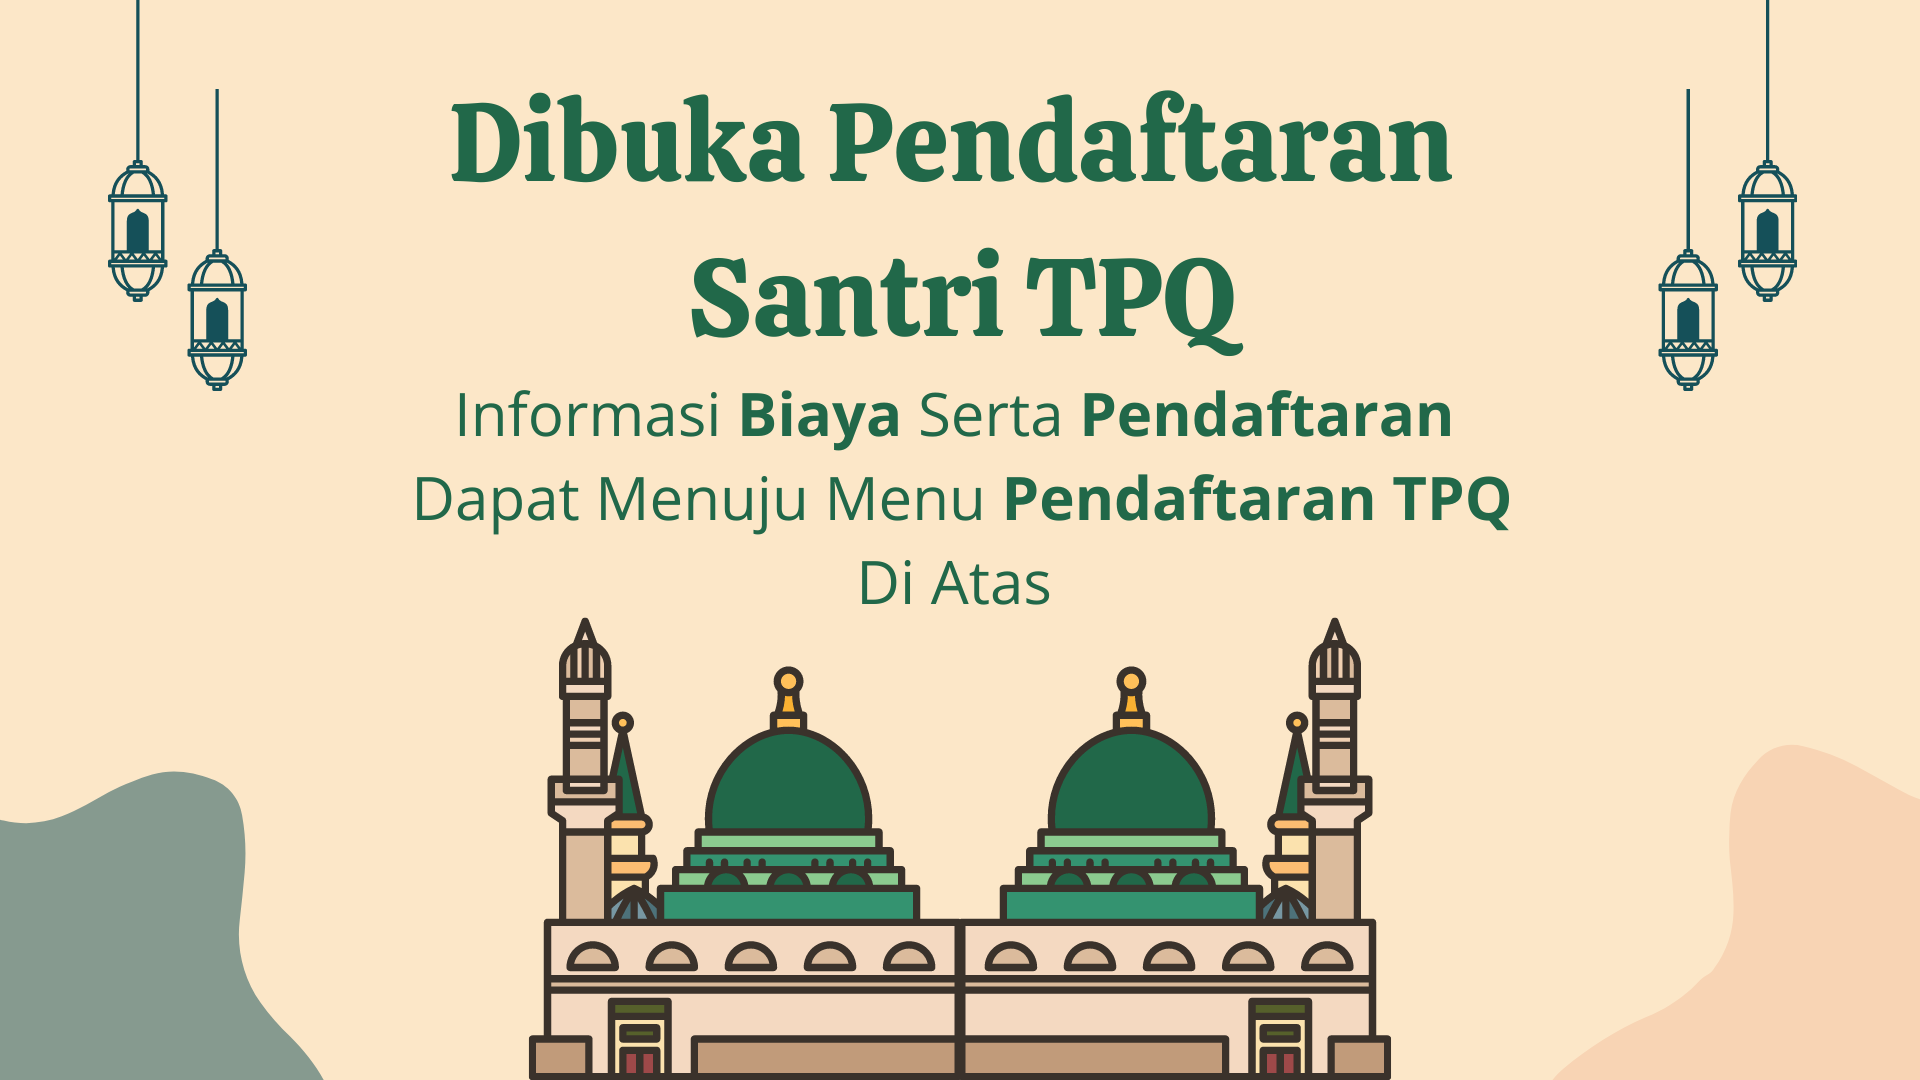 Dibuka Pendaftaran
Santri TPQ
Informasi Biaya Serta Pendaftaran
Dapat Menuju Menu Pendaftaran TPQ
Di Atas